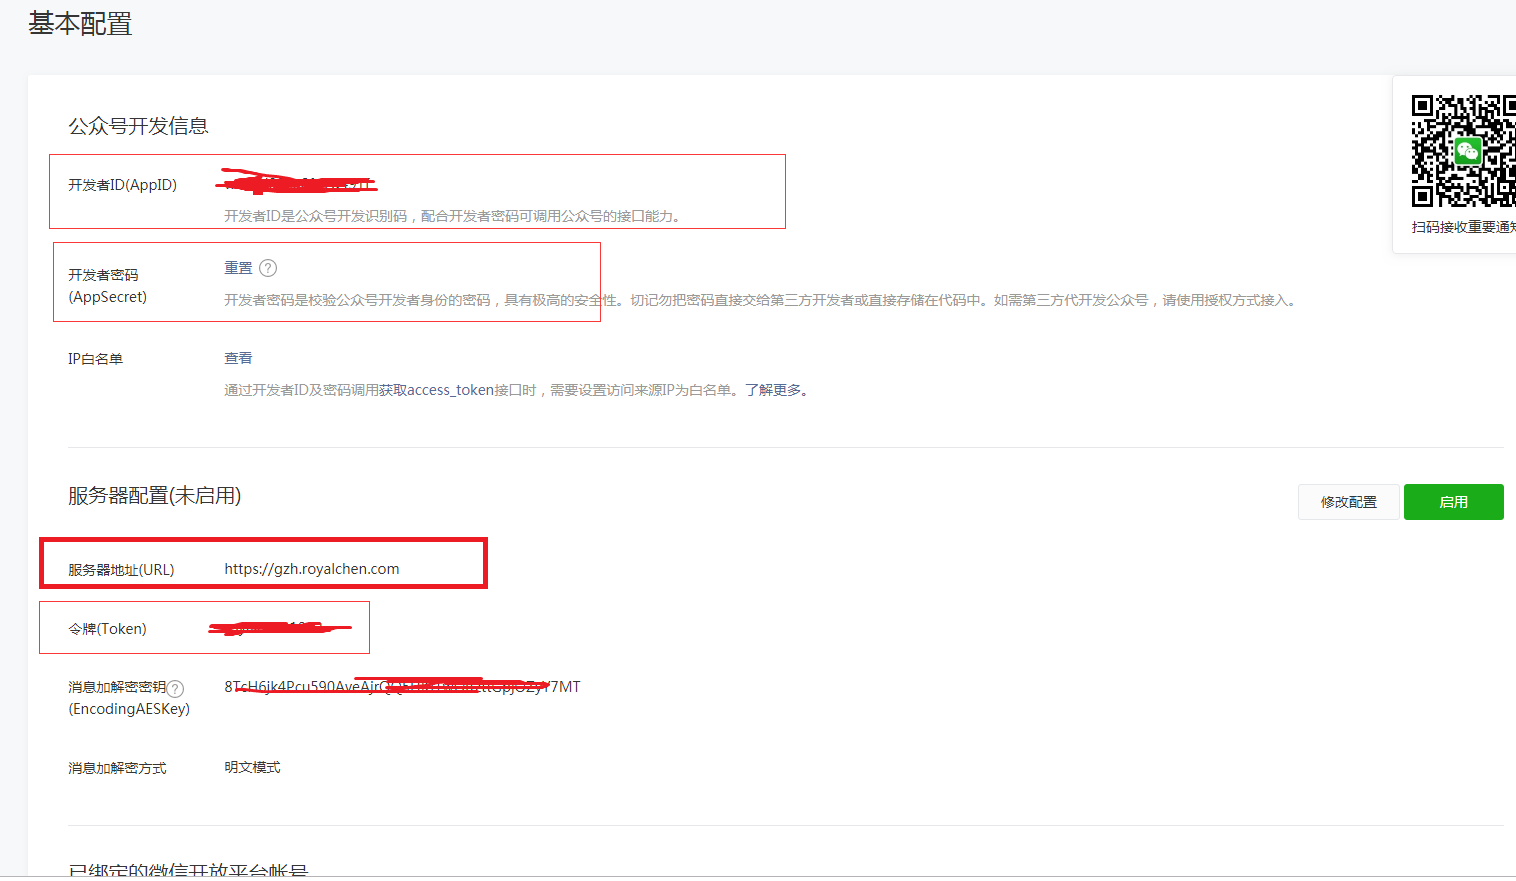 基本配置
公众号开发信息
扫码接收重要通知
开发者ID(AppID)
开发者ID是公众号开发识别码，配合开发者密码可调用公众号的接口能力。
开发者密码
(AppSecret)
重置 ?
开发者密码是校验公众号开发者身份的密码，具有极高的安全性。切记勿把密码直接交给第三方开发者或直接存储在代码中。如需第三方代开发公众号，请使用授权方式接入。
IP白名单
查看
通过开发者ID及密码调用获取access_token接口时，需要设置访问来源IP为白名单。了解更多。
服务器配置(未启用)
修改配置
启用
服务器地址(URL)
https://gzh.royalchen.com
令牌(Token)
消息加解密密钥 ?
(EncodingAESKey)
消息加解密方式
明文模式
已绑定的微信开放平台帐号